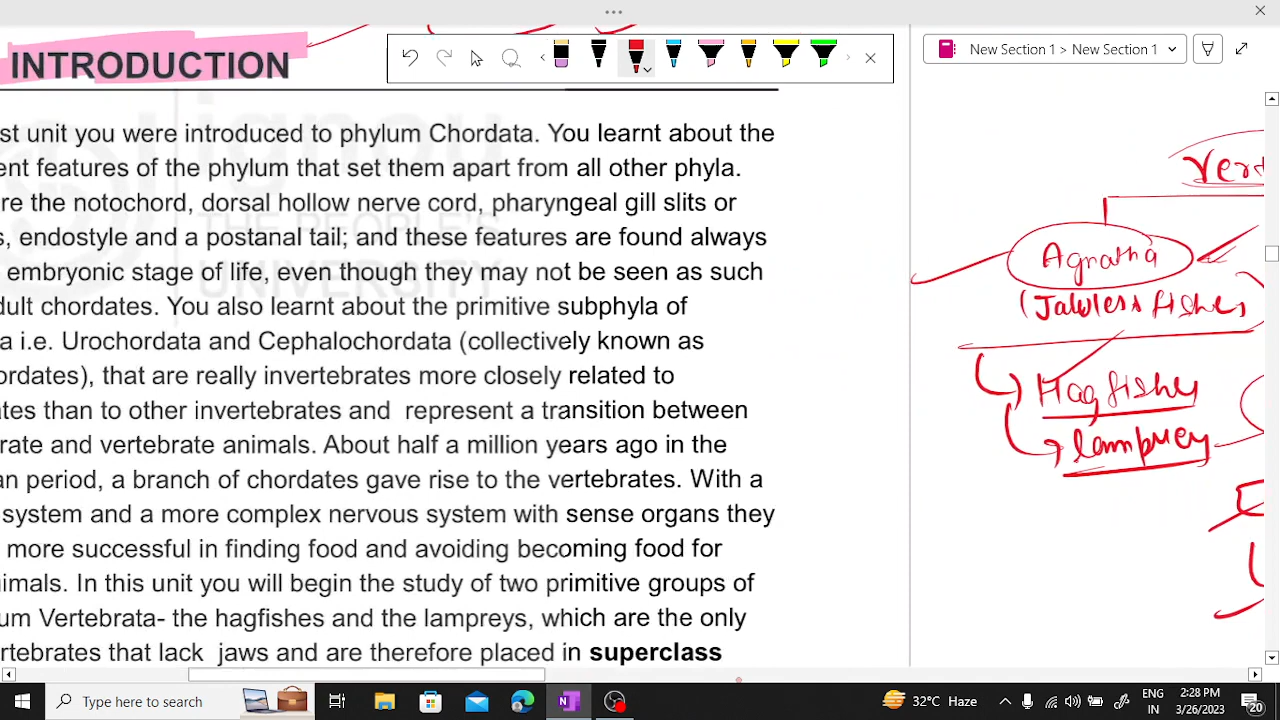 INTRODUCTION
New Section 1 > New Section 1
st unit you were introduced to phylum Chordata. You learnt about the
ent features of the phylum that set them apart from all other phyla.
re the notochord, dorsal hollow nerve cord, pharyngeal gill slits or
s, endostyle and a postanal tail; and these features are found always
embryonic stage of life, even though they may not be seen as such
dult chordates. You also learnt about the primitive subphyla of
a i.e. Urochordata and Cephalochordata (collectively known as
ordates), that are really invertebrates more closely related to
ates than to other invertebrates and represent a transition between
rate and vertebrate animals. About half a million years ago in the
an period, a branch of chordates gave rise to the vertebrates. With a
system and a more complex nervous system with sense organs they
more successful in finding food and avoiding becoming food for
nimals. In this unit you will begin the study of two primitive groups of
um Vertebrata- the hagfishes and the lampreys, which are the only
ertebrates that lack jaws and are therefore placed in superclass
ignou
THE PEOPLE'S
UNIVERSITY
Vert
Agnatha
(Jawless fishes
Hagfishes
lamprey
Type here to search
32°C Haze
ENG
IN
2:28 PM
3/26/2023
20